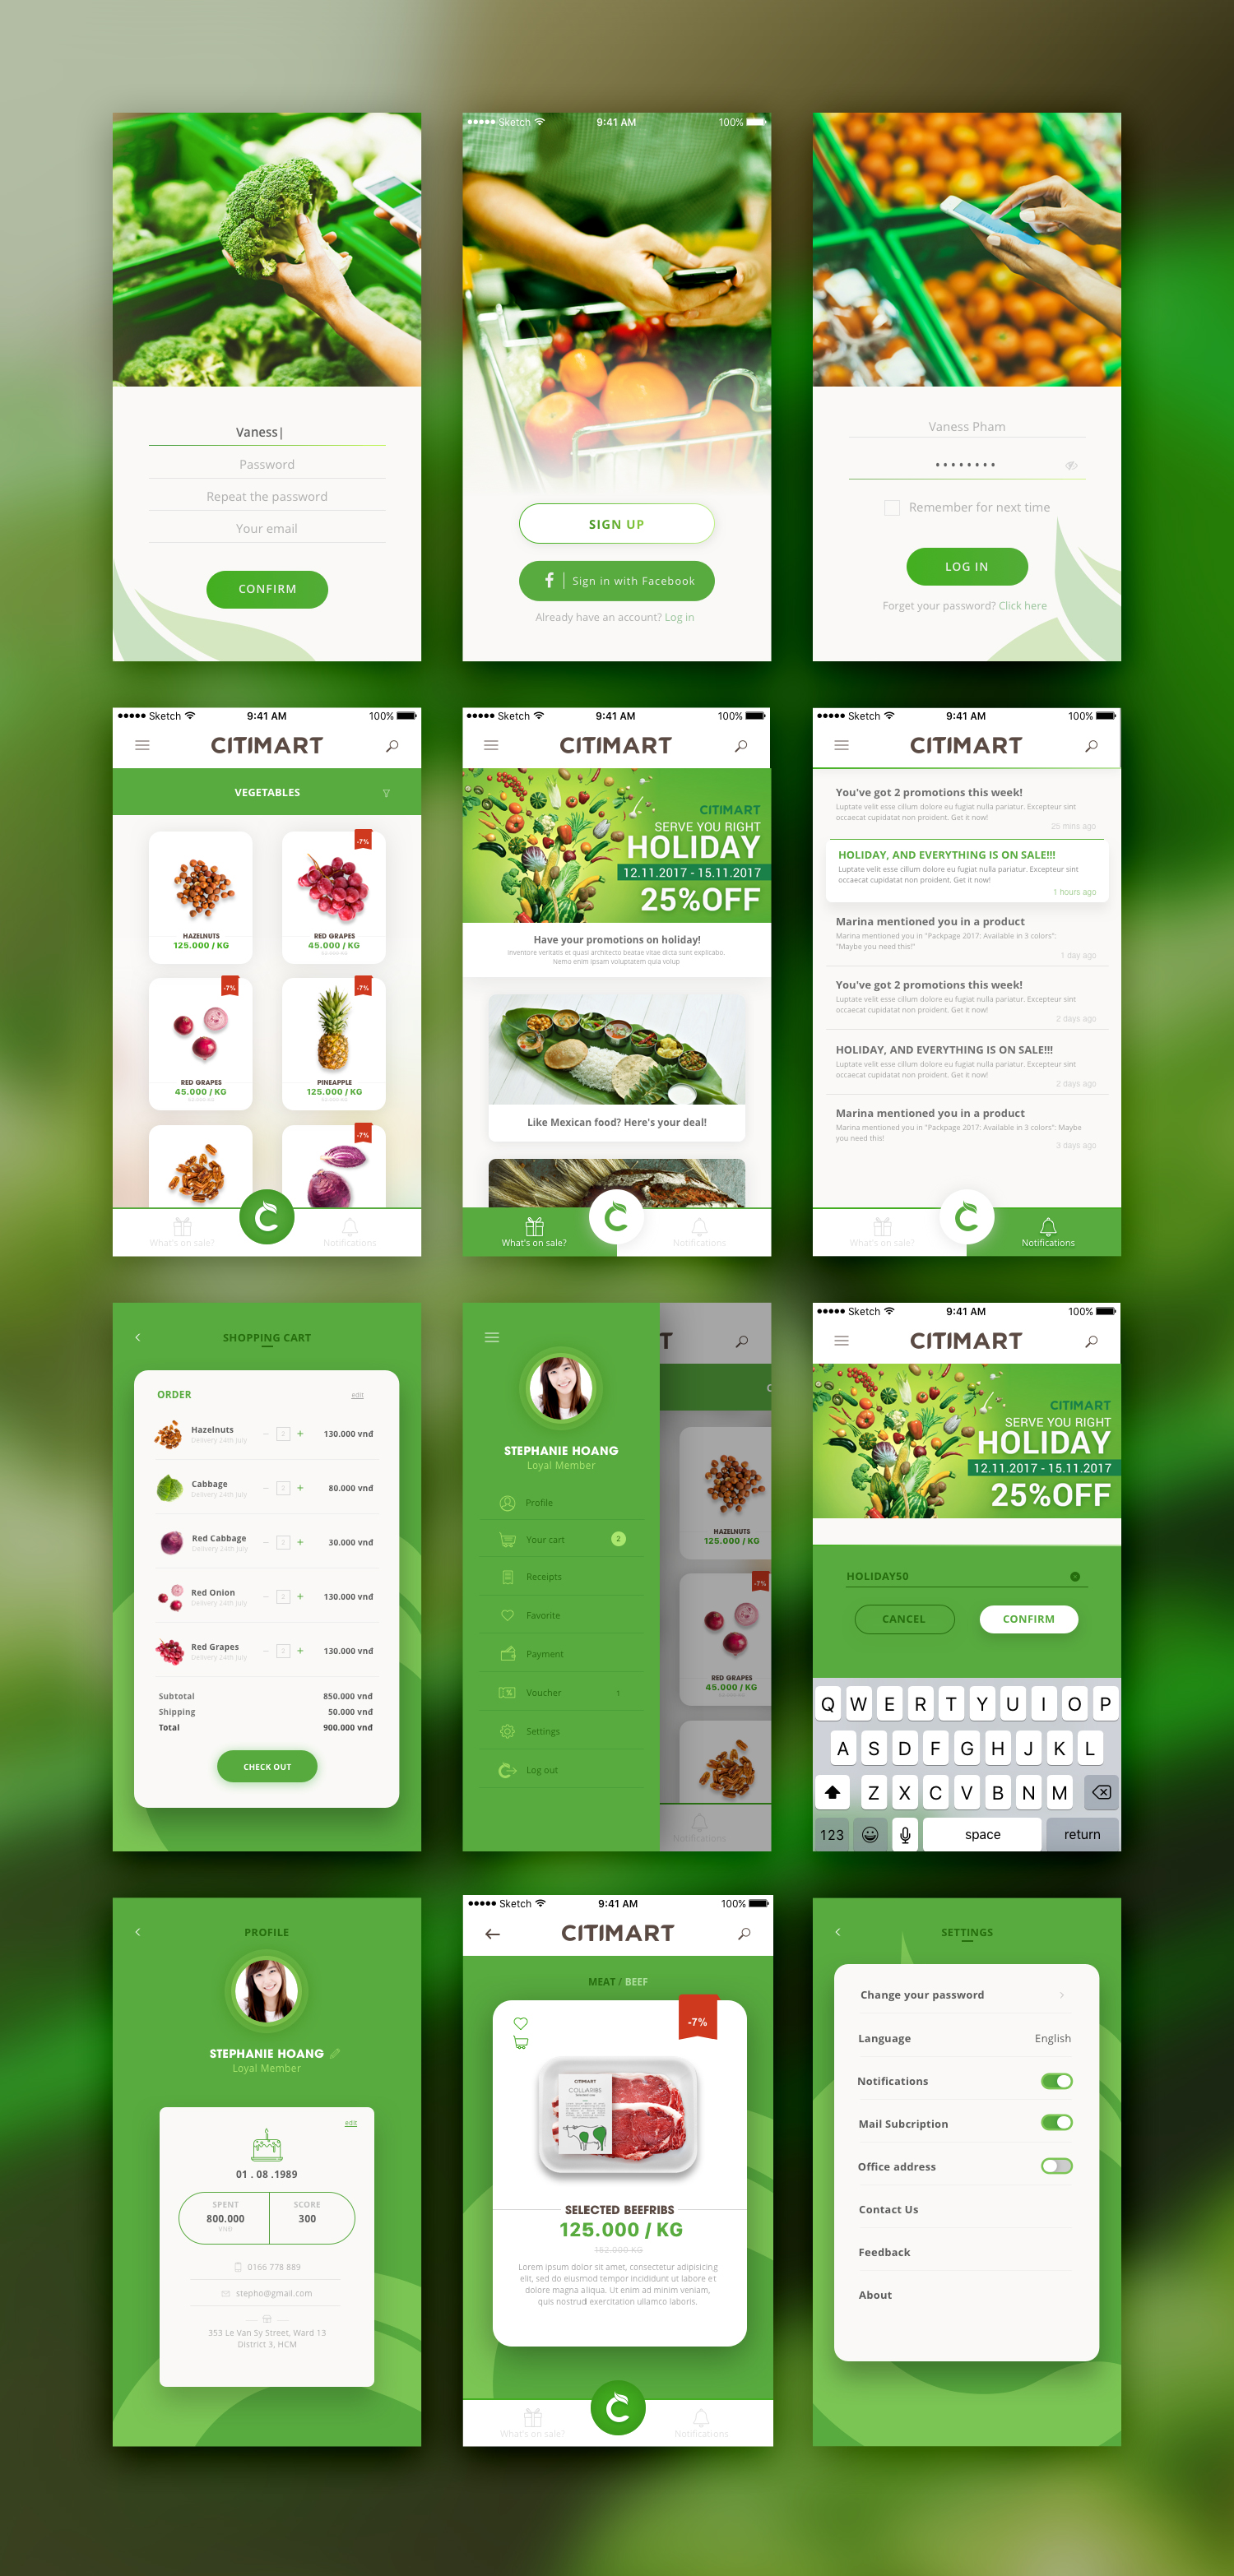 Vaness|
Password
Repeat the password
Your email
CONFIRM
Sketch 9:41 AM 100%
SIGN UP
f | Sign in with Facebook
Already have an account? Log in
Vaness Pham
••••••••
Remember for next time
LOG IN
Forget your password? Click here
Sketch 9:41 AM 100%
CITIMART
VEGETABLES
HAZELNUTS
125.000 / KG
-7%
RED GRAPES
45.000 / KG
-7%
RED GRAPES
45.000 / KG
-7%
PINEAPPLE
125.000 / KG
-7%
What's on sale?
Notifications
Sketch 9:41 AM 100%
CITIMART
CITIMART
SERVE YOU RIGHT
HOLIDAY
12.11.2017 - 15.11.2017
25%OFF
Have your promotions on holiday!
Inventore veritatis et quasi architecto beatae vitae dicta sunt explicabo.
Nemo enim ipsam voluptatem quia volup
Like Mexican food? Here's your deal!
What's on sale?
Notifications
Sketch 9:41 AM 100%
CITIMART
You've got 2 promotions this week!
Luptate velit esse cillum dolore eu fugiat nulla pariatur. Excepteur sint
occaecat cupidatat non proident. Get it now!
25 mins ago
HOLIDAY, AND EVERYTHING IS ON SALE!!!
Luptate velit esse cillum dolore eu fugiat nulla pariatur. Excepteur sint
occaecat cupidatat non proident. Get it now!
1 hours ago
Marina mentioned you in a product
Marina mentioned you in "Packpage 2017: Available in 3 colors":
"Maybe you need this!"
1 day ago
You've got 2 promotions this week!
Luptate velit esse cillum dolore eu fugiat nulla pariatur. Excepteur sint
occaecat cupidatat non proident. Get it now!
2 days ago
HOLIDAY, AND EVERYTHING IS ON SALE!!!
Luptate velit esse cillum dolore eu fugiat nulla pariatur. Excepteur sint
occaecat cupidatat non proident. Get it now!
2 days ago
Marina mentioned you in a product
Marina mentioned you in "Packpage 2017: Available in 3 colors": Maybe
you need this!
3 days ago
What's on sale?
Notifications
SHOPPING CART
ORDER edit
Hazelnuts
Delivery 24th July
− 2 + 130.000 vnđ
Cabbage
Delivery 24th July
− + 80.000 vnđ
Red Cabbage
Delivery 24th July
− + 30.000 vnđ
Red Onion
Delivery 24th July
− 2 + 130.000 vnđ
Red Grapes
Delivery 24th July
− 2 + 130.000 vnđ
Subtotal 850.000 vnđ
Shipping 50.000 vnđ
Total 900.000 vnđ
CHECK OUT
STEPHANIE HOANG
Loyal Member
Profile
Your cart 2
Receipts
Favorite
Payment
Voucher 1
Settings
Log out
T
C
HAZELNUTS
125.000 / KG
-7%
RED GRAPES
45.000 / KG
Notifications
Sketch 9:41 AM 100%
CITIMART
CITIMART
SERVE YOU RIGHT
HOLIDAY
12.11.2017 - 15.11.2017
25%OFF
HOLIDAY50
CANCEL CONFIRM
Q W E R T Y U I O P
A S D F G H J K L
Z X C V B N M
123 space return
PROFILE
STEPHANIE HOANG
Loyal Member
edit
01 . 08 .1989
SPENT SCORE
800.000 300
VND
0166 778 889
stepho@gmail.com
353 Le Van Sy Street, Ward 13
District 3, HCM
Sketch 9:41 AM 100%
CITIMART
MEAT / BEEF
-7%
CITIMART
COLLARIBS
SELECTED BEEFRIBS
125.000 / KG
182.000 KG
Lorem ipsum dolor sit amet, consectetur adipisicing
elit, sed do eiusmod tempor incididunt ut labore et
dolore magna aliqua. Ut enim ad minim veniam,
quis nostrud exercitation ullamco laboris.
What's on sale?
Notifications
SETTINGS
Change your password
Language English
Notifications
Mail Subcription
Office address
Contact Us
Feedback
About